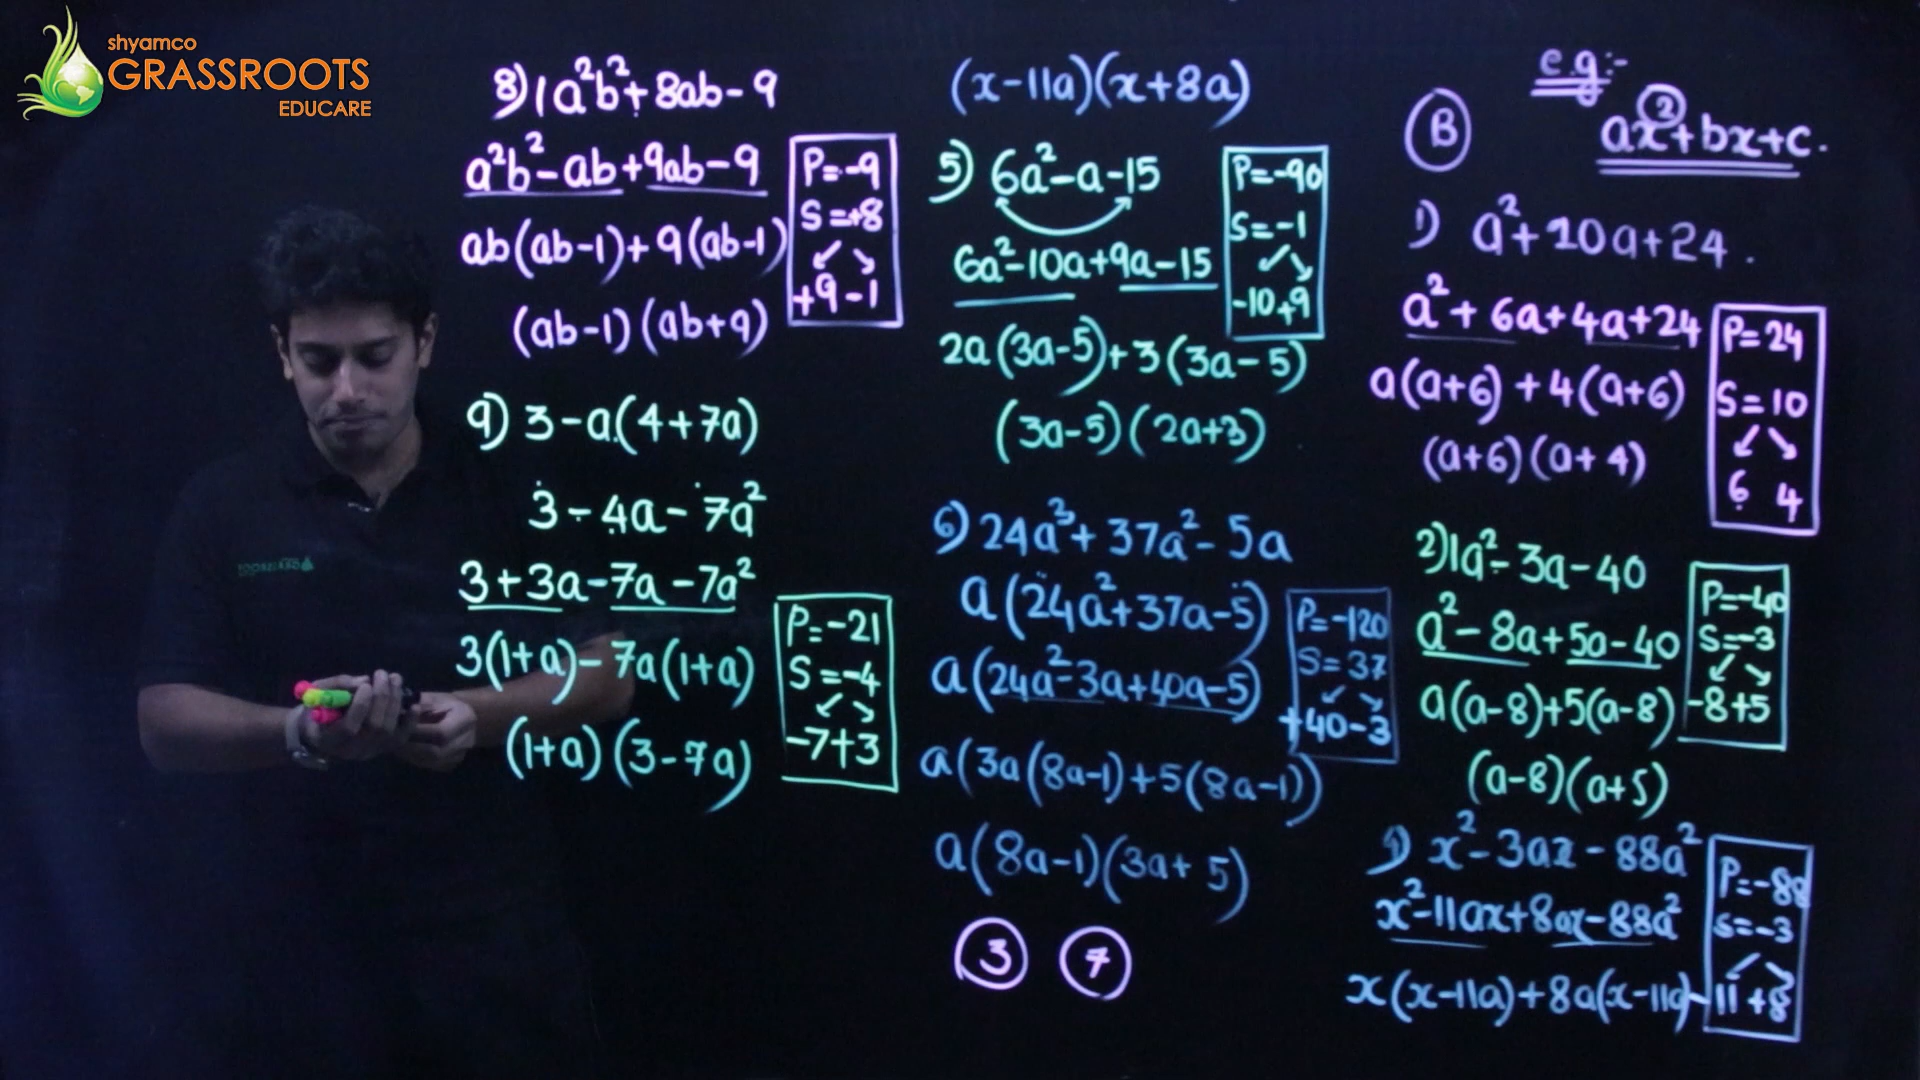 shyamco
GRASSROOTS
EDUCARE
8) 1a²b²+8ab-9
a²b²-ab+9ab-9
ab(ab-1)+9(ab-1)
(ab-1)(ab+9)
P=-9
S=+8
+9-1
9) 3-a(4+7a)
3-4a-7a²
3+3a-7a-7a²
3(1+a)-7a(1+a)
(1+a)(3-7a)
P=-21
S=-4
-7+3
(x-11a)(x+8a)
5) 6a²-a-15
6a²-10a+9a-15
2a(3a-5)+3(3a-5)
(3a-5)(2a+3)
P=-90
S=-1
-10+9
6) 24a³+37a²-5a
a(24a²+37a-5)
a(24a²-3a+40a-5)
a(3a(8a-1)+5(8a-1))
a(8a-1)(3a+5)
P=-120
S=37
+40-3
3 7
e.g:-
B ax²+bx+c.
1) a²+10a+24.
a²+6a+4a+24
a(a+6)+4(a+6)
(a+6)(a+4)
P=24
S=10
6 4
2) 1a²-3a-40
a²-8a+5a-40
a(a-8)+5(a-8)
(a-8)(a+5)
P=-40
S=-3
-8+5
x²-3ax-88a²
x²-11ax+8ax-88a²
x(x-11a)+8a(x-11a)
P=-88
S=-3
-11+8